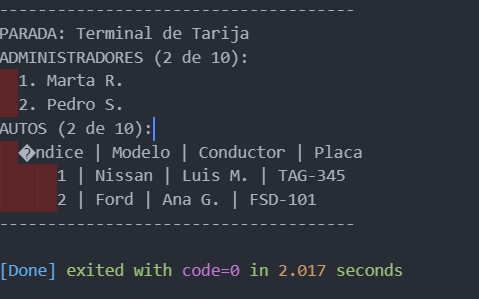 -------------------------------------
PARADA: Terminal de Tarija
ADMINISTRADORES (2 de 10):
1. Marta R.
2. Pedro S.
AUTOS (2 de 10):
�ndice | Modelo | Conductor | Placa
1 | Nissan | Luis M. | TAG-345
2 | Ford | Ana G. | FSD-101
-------------------------------------
[Done] exited with code=0 in 2.017 seconds